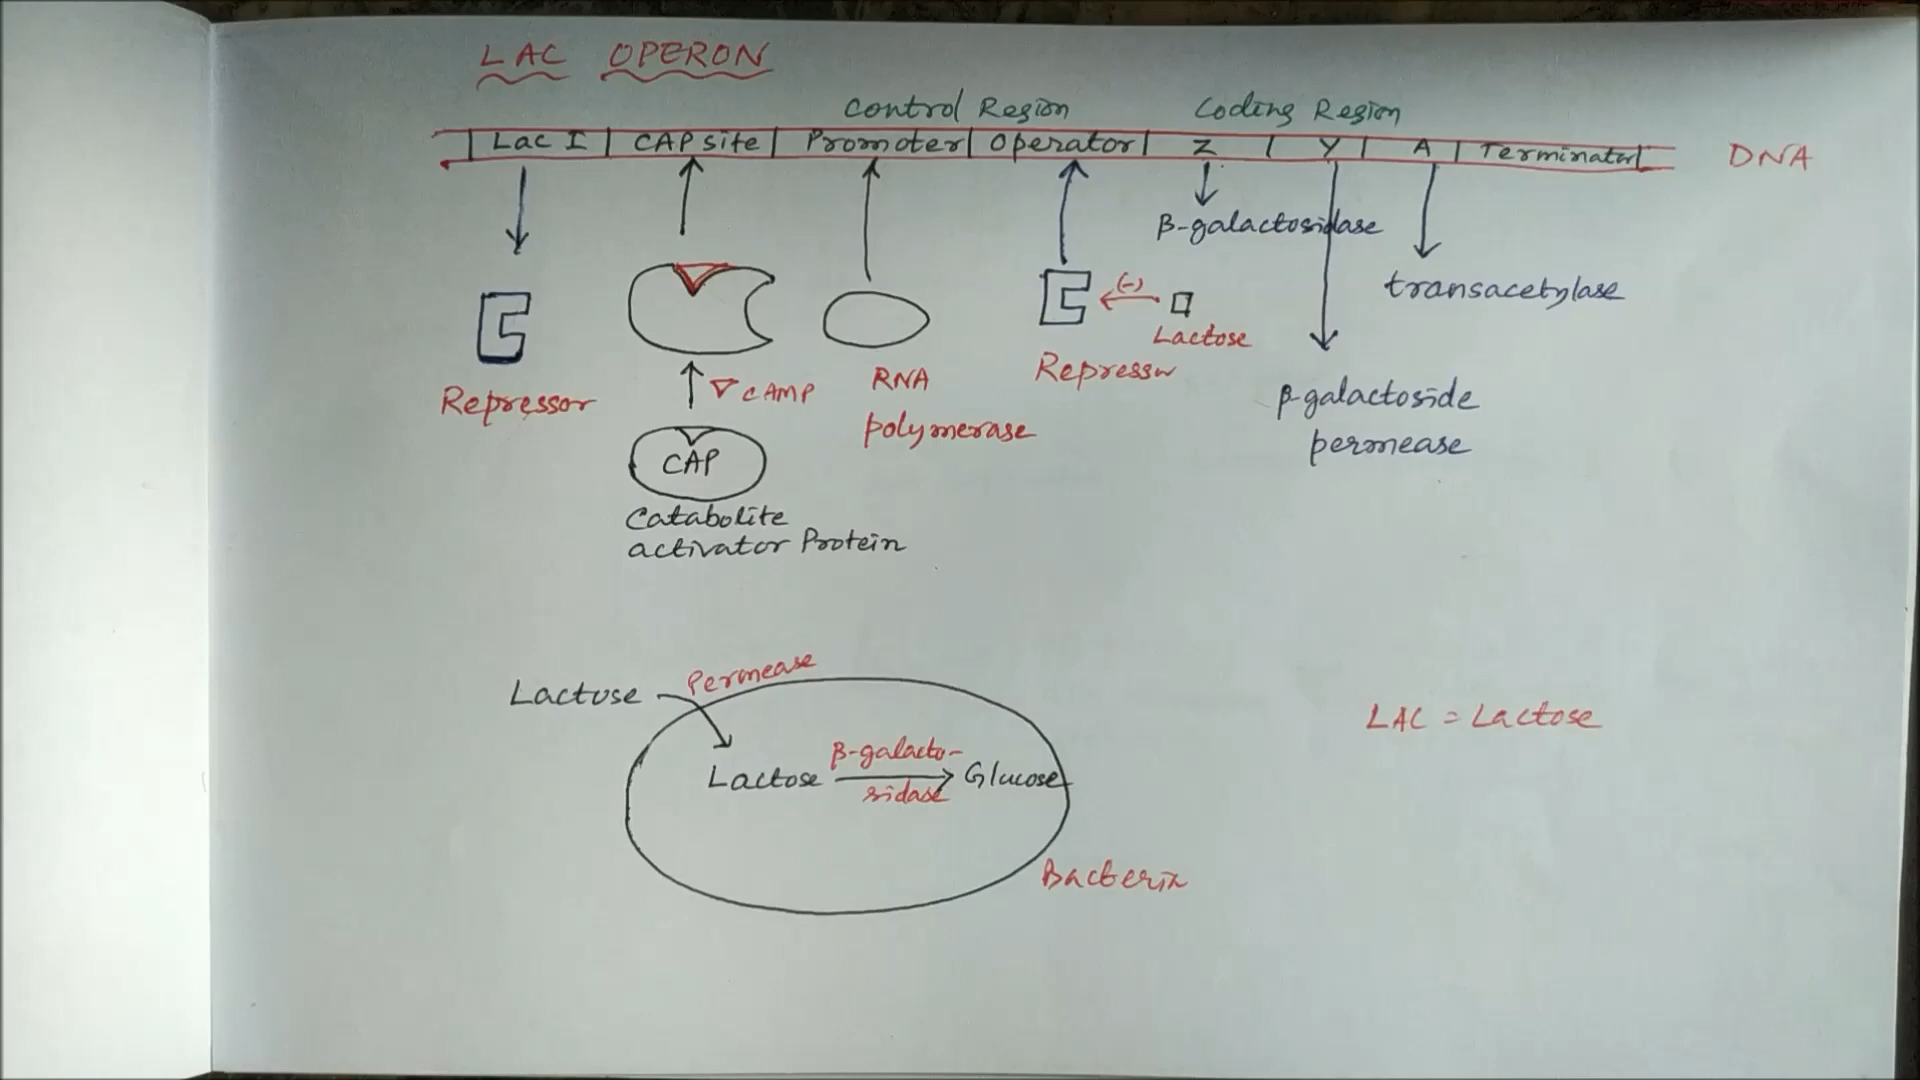 LAC OPERON
Control Region
Coding Region
Lac I CAP site Promoter Operator Z Y A Terminator
DNA
β-galactosidase
transacetylase
(-)
Lactose
Repressor
cAMP
RNA
polymerase
Repressor
β-galactoside
permease
CAP
Catabolite
activator Protein
Lactose
Permease
Lactose
β-galacto-
sidase
Glucose
Bacteria
LAC = Lactose